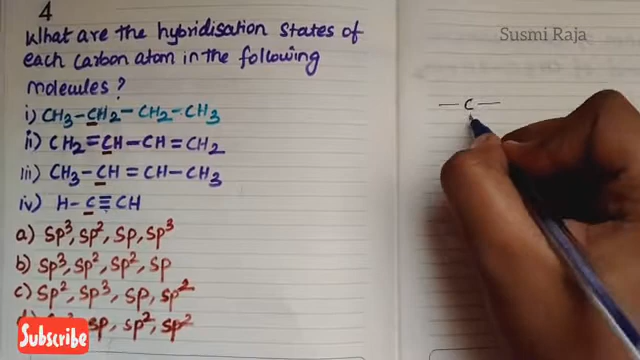 4
What are the hybridisation states of
Susmi Raja
each carbon atom in the following
molecules ?
i) CH3-CH2-CH2-CH3
ii) CH2=CH-CH=CH2
iii) CH3-CH=CH-CH3
iv) H-C≡CH
-C-
a) Sp³, Sp², Sp, Sp³
b) Sp³, Sp², Sp², Sp
c) Sp², Sp³, Sp, Sp²
Sp, Sp², Sp²
Subscribe